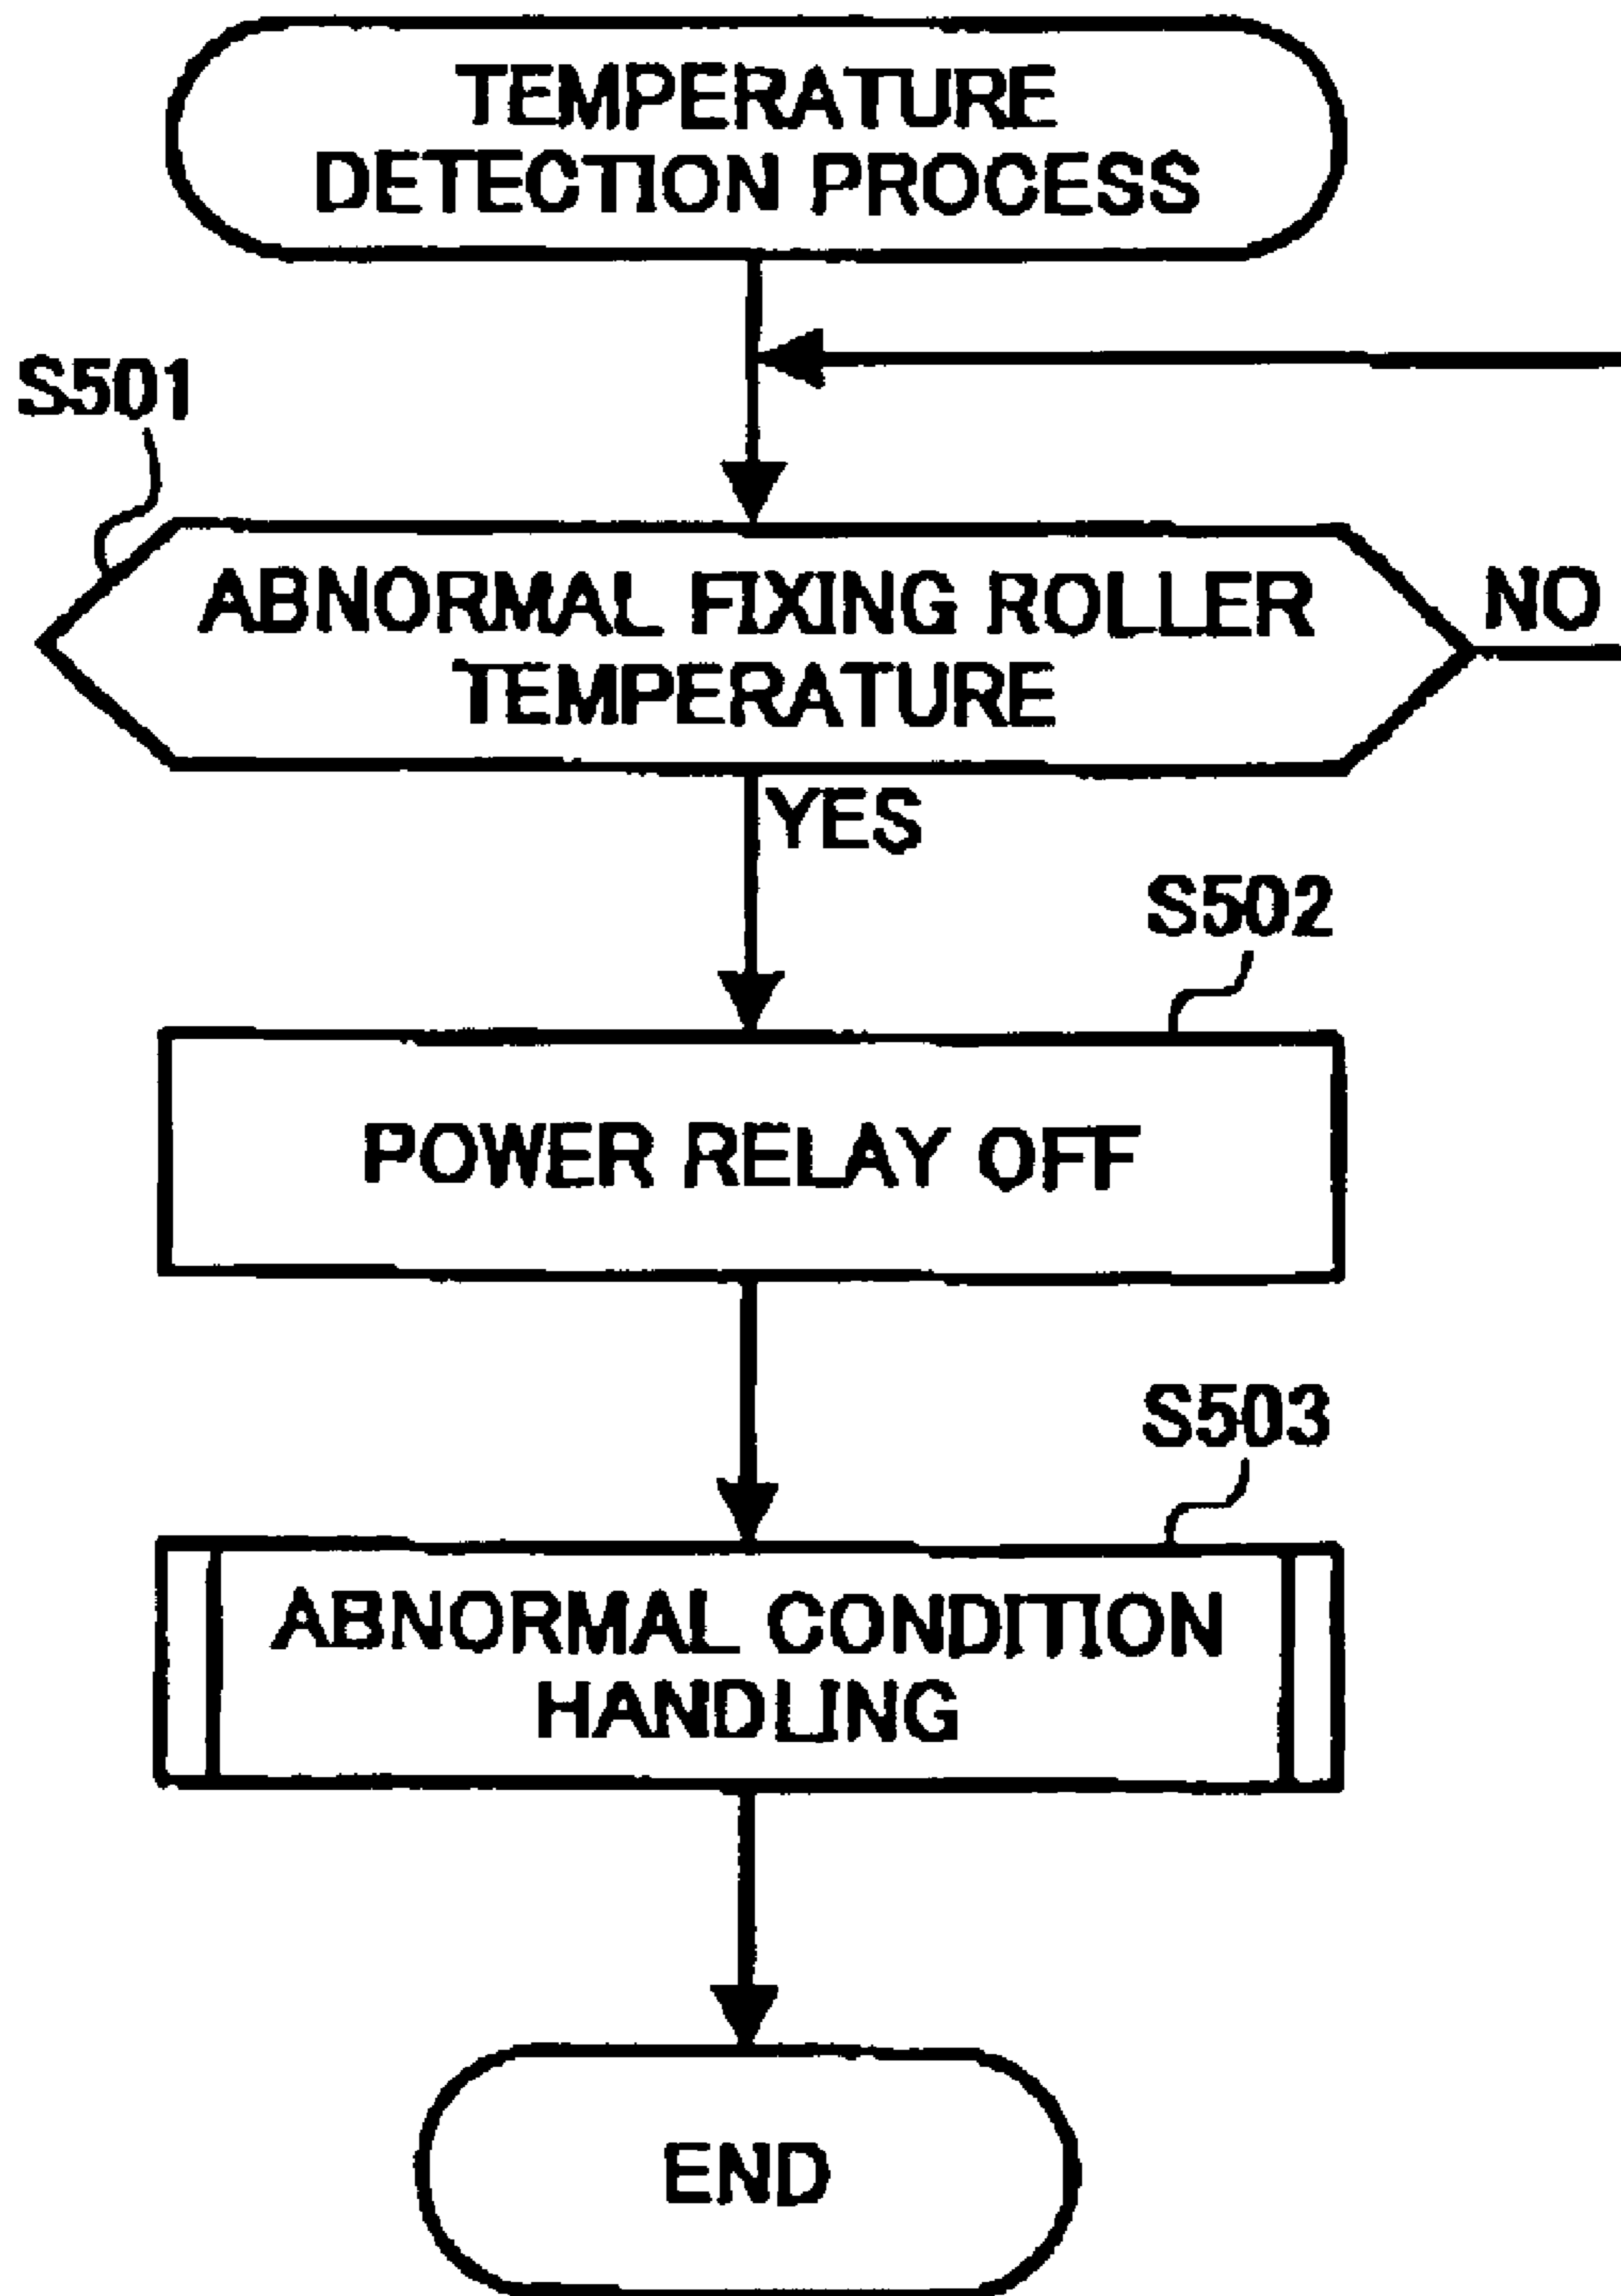 TEMPERATURE
DETECTION PROCESS
S501
ABNORMAL FIXING ROLLER
TEMPERATURE
NO
YES
S502
POWER RELAY OFF
S503
ABNORMAL CONDITION
HANDLING
END